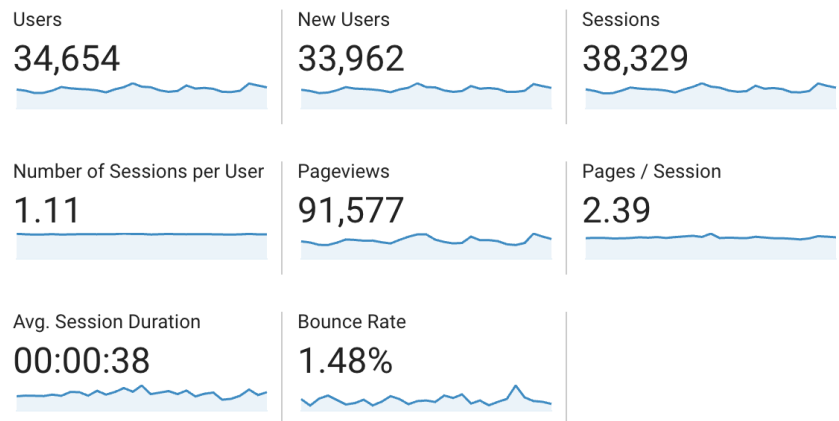 Users
34,654
New Users
33,962
Sessions
38,329
Number of Sessions per User
1.11
Pageviews
91,577
Pages / Session
2.39
Avg. Session Duration
00:00:38
Bounce Rate
1.48%